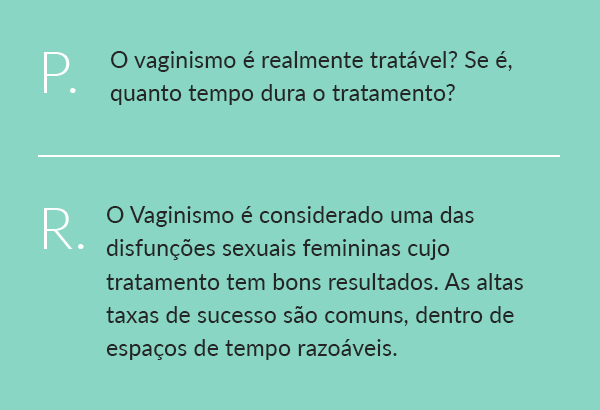 P.
O vaginismo é realmente tratável? Se é,
quanto tempo dura o tratamento?
R.
O Vaginismo é considerado uma das
disfunções sexuais femininas cujo
tratamento tem bons resultados. As altas
taxas de sucesso são comuns, dentro de
espaços de tempo razoáveis.